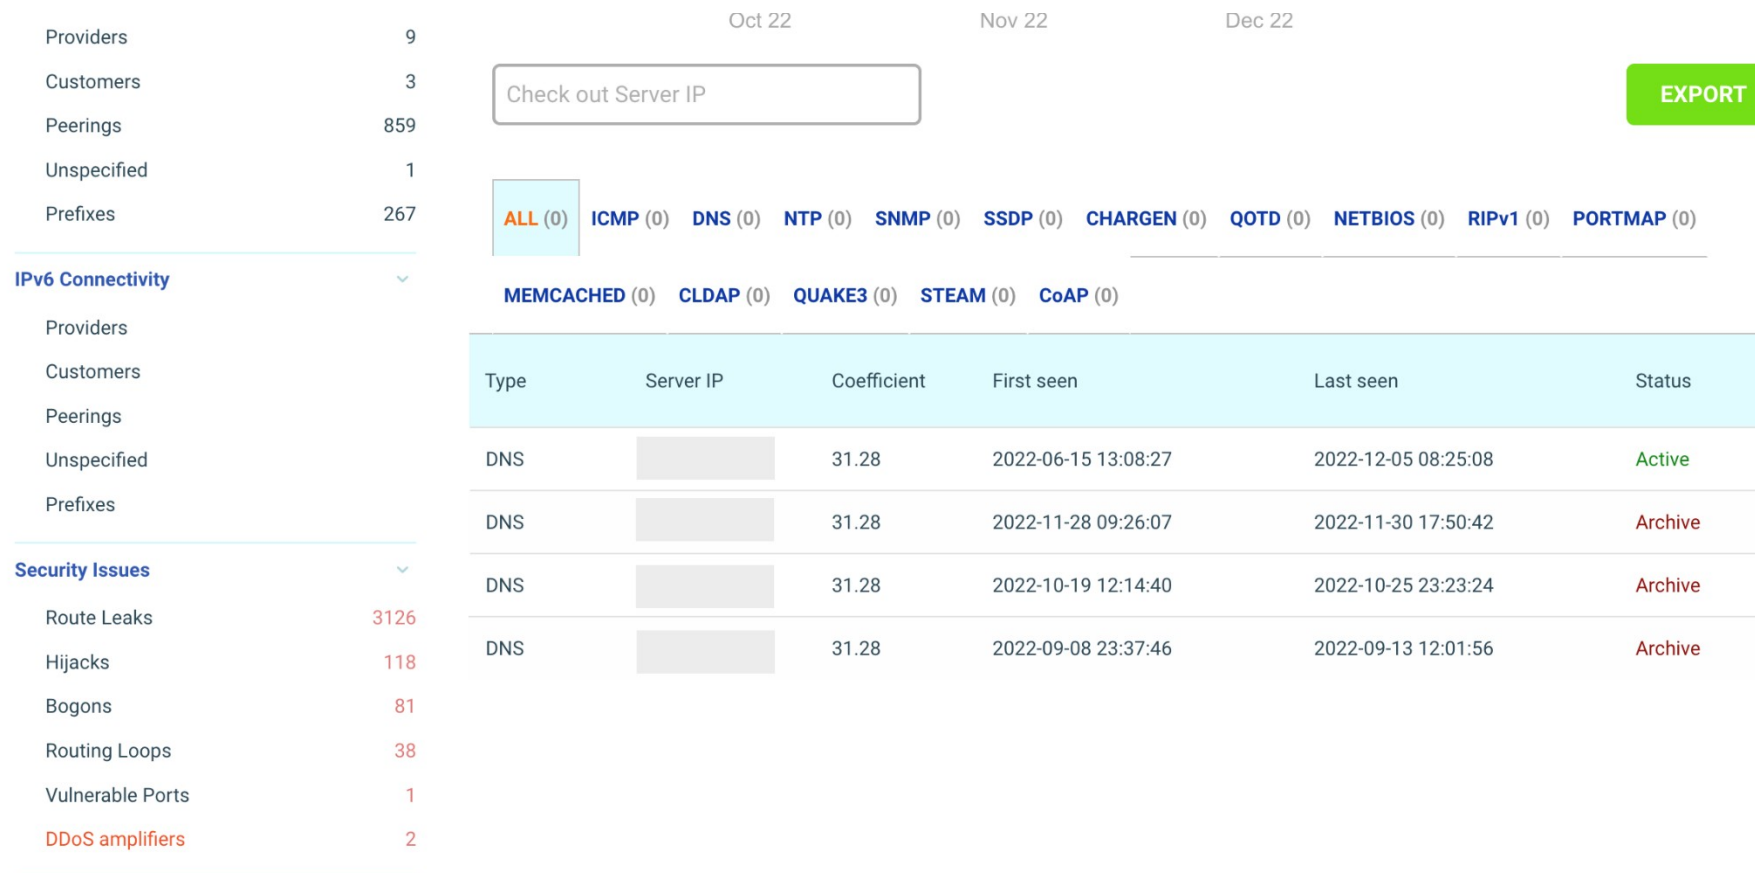 Providers 9
Customers 3
Peerings 859
Unspecified 1
Prefixes 267
IPv6 Connectivity
Providers
Customers
Peerings
Unspecified
Prefixes
Security Issues
Route Leaks 3126
Hijacks 118
Bogons 81
Routing Loops 38
Vulnerable Ports 1
DDoS amplifiers 2
Oct 22 Nov 22 Dec 22
Check out Server IP
EXPORT
ALL (0) ICMP (0) DNS (0) NTP (0) SNMP (0) SSDP (0) CHARGEN (0) QOTD (0) NETBIOS (0) RIPv1 (0) PORTMAP (0)
MEMCACHED (0) CLDAP (0) QUAKE3 (0) STEAM (0) CoAP (0)
Type Server IP Coefficient First seen Last seen Status
DNS 31.28 2022-06-15 13:08:27 2022-12-05 08:25:08 Active
DNS 31.28 2022-11-28 09:26:07 2022-11-30 17:50:42 Archive
DNS 31.28 2022-10-19 12:14:40 2022-10-25 23:23:24 Archive
DNS 31.28 2022-09-08 23:37:46 2022-09-13 12:01:56 Archive